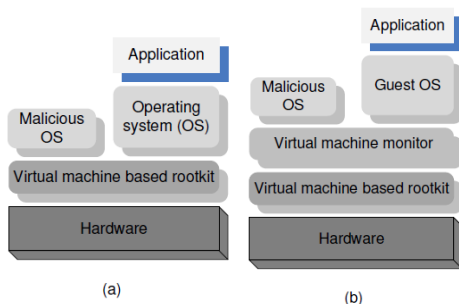 Application
Malicious
OS
Operating
system (OS)
Virtual machine based rootkit
Hardware
(a)
Application
Malicious
OS
Guest OS
Virtual machine monitor
Virtual machine based rootkit
Hardware
(b)